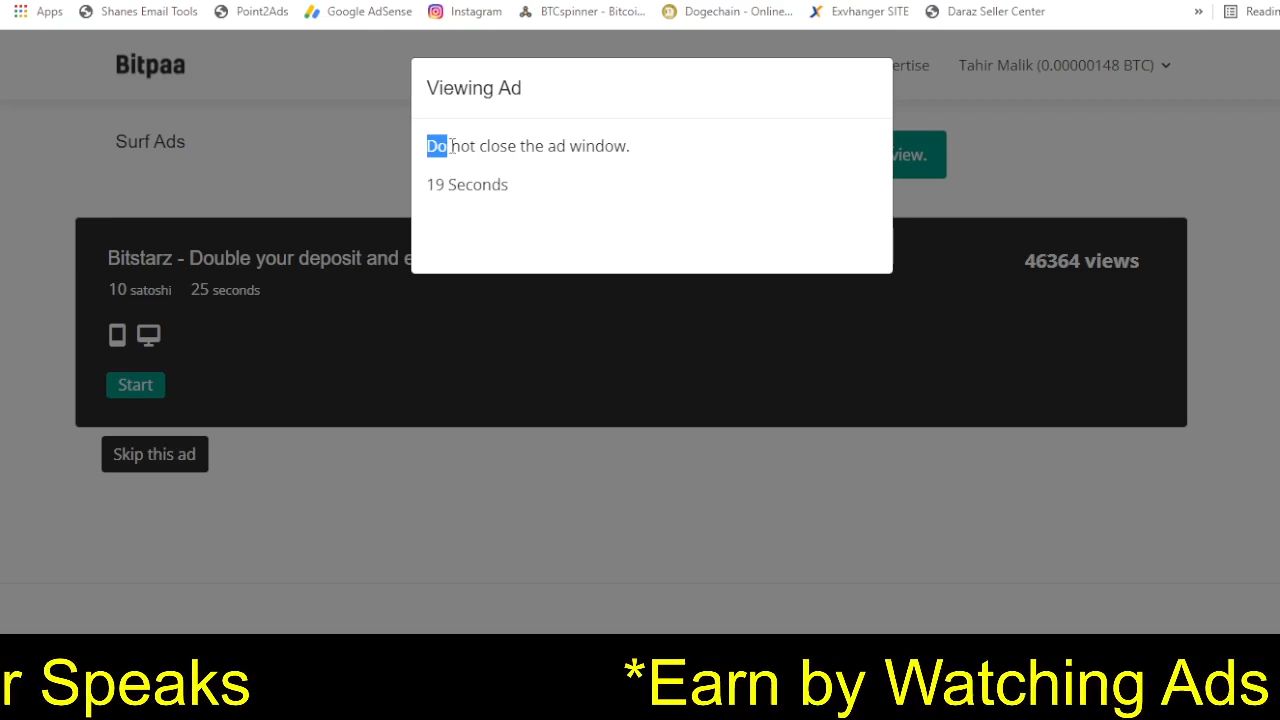 Apps Shanes Email Tools Point2Ads Google AdSense Instagram BTCspinner - Bitcoi... Dogechain - Online... Exvhanger SITE Daraz Seller Center » Readin
Bitpaa
ertise Tahir Malik (0.00000148 BTC)
Viewing Ad
Surf Ads
Do not close the ad window.
view.
19 Seconds
Bitstarz - Double your deposit and e
46364 views
10 satoshi 25 seconds
Start
Skip this ad
r Speaks *Earn by Watching Ads